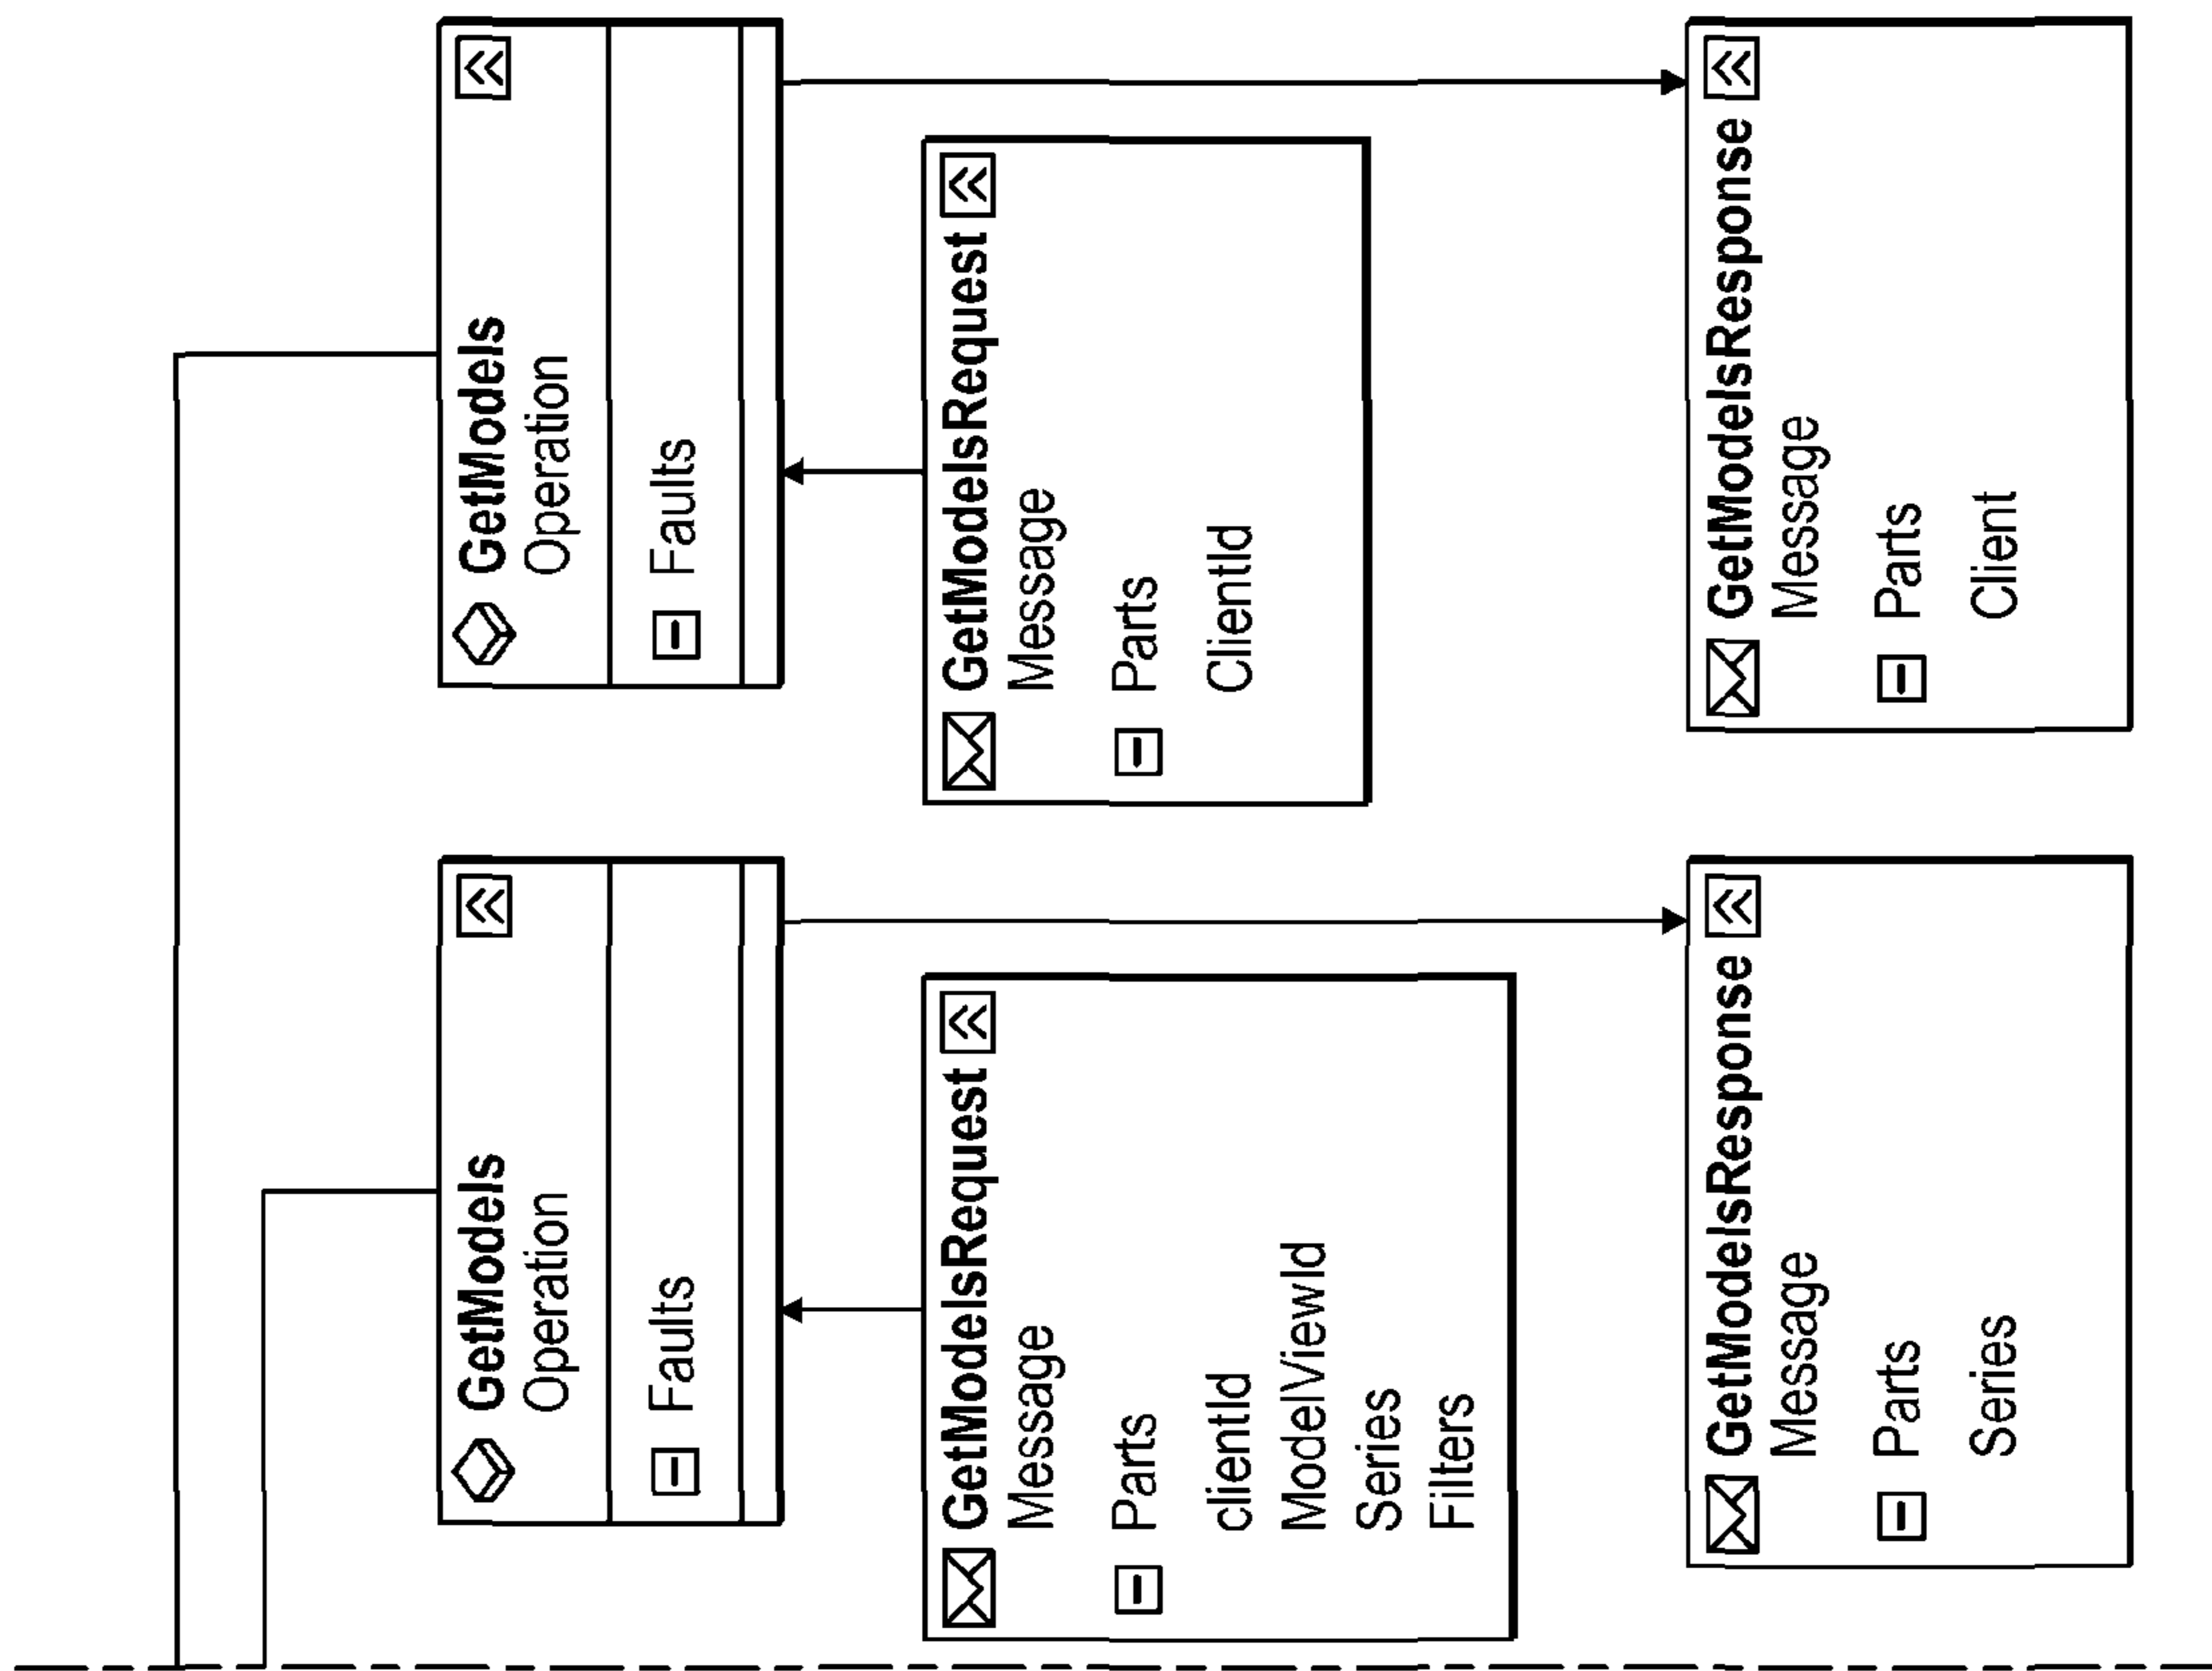 GetModels
Operation
Faults
GetModelsRequest
Message
Parts
clientId
ModelViewId
Series
Filters
GetModelsResponse
Message
Parts
Series
GetModels
Operation
Faults
GetModelsRequest
Message
Parts
ClientId
GetModelsResponse
Message
Parts
Client